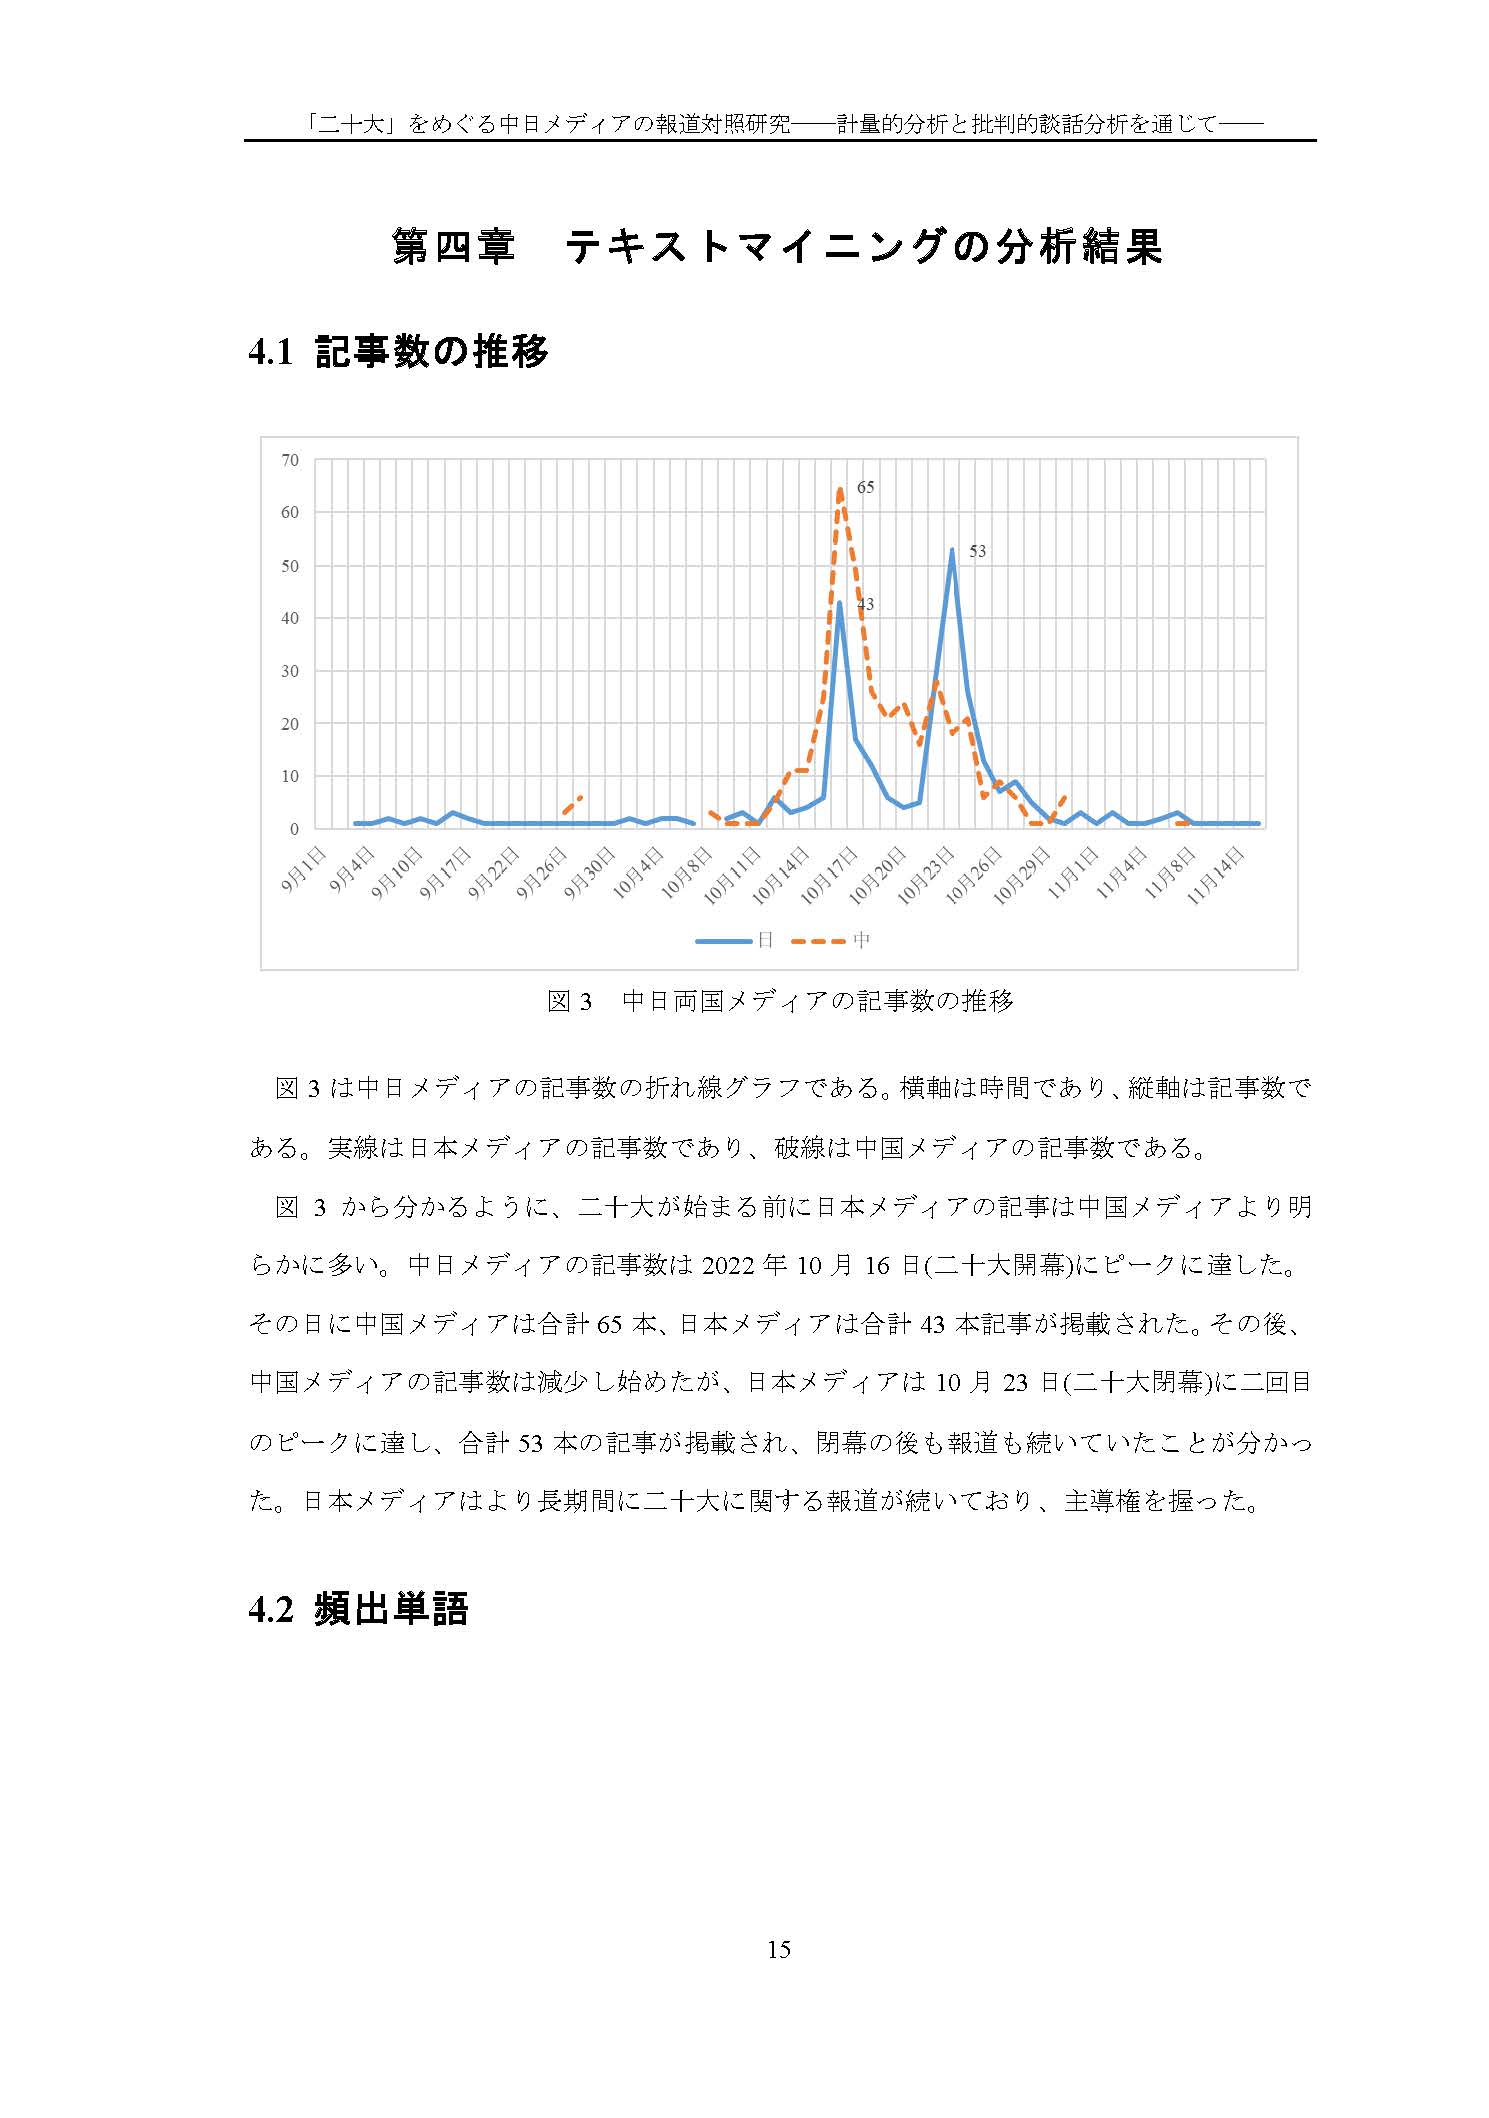 「二十大」をめぐる中日メディアの報道対照研究——計量的分析と批判的談話分析を通じて——
第四章　テキストマイニングの分析結果
4.1 記事数の推移
70
60
50
40
30
20
10
0
65
53
43
9月1日
9月4日
9月10日
9月17日
9月22日
9月26日
9月30日
10月4日
10月8日
10月11日
10月14日
10月17日
10月20日
10月23日
10月26日
10月29日
11月1日
11月4日
11月8日
11月14日
日 中
図 3　中日両国メディアの記事数の推移
図 3 は中日メディアの記事数の折れ線グラフである。横軸は時間であり、縦軸は記事数で
ある。実線は日本メディアの記事数であり、破線は中国メディアの記事数である。
図 3 から分かるように、二十大が始まる前に日本メディアの記事は中国メディアより明
らかに多い。中日メディアの記事数は 2022 年 10 月 16 日(二十大開幕)にピークに達した。
その日に中国メディアは合計 65 本、日本メディアは合計 43 本記事が掲載された。その後、
中国メディアの記事数は減少し始めたが、日本メディアは 10 月 23 日(二十大閉幕)に二回目
のピークに達し、合計 53 本の記事が掲載され、閉幕の後も報道も続いていたことが分かっ
た。日本メディアはより長期間に二十大に関する報道が続いており、主導権を握った。
4.2 頻出単語
15